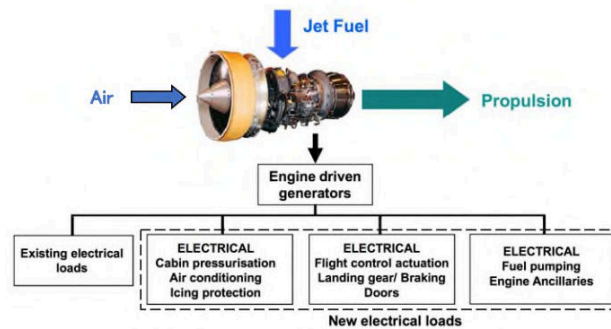 Jet Fuel
Air
Propulsion
Engine driven
generators
Existing electrical
loads
ELECTRICAL
Cabin pressurisation
Air conditioning
Icing protection
ELECTRICAL
Flight control actuation
Landing gear/ Braking
Doors
ELECTRICAL
Fuel pumping
Engine Ancillaries
New electrical loads